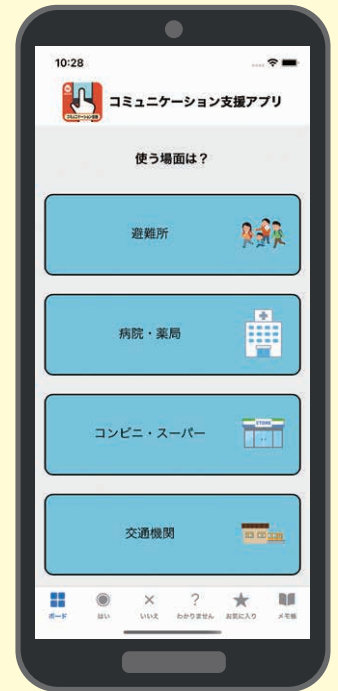 10:28
コミュニケーション支援アプリ
使う場面は？
避難所
病院・薬局
コンビニ・スーパー
STORE
交通機関
ボード
はい
いいえ
わかりません
お気に入り
メモ帳